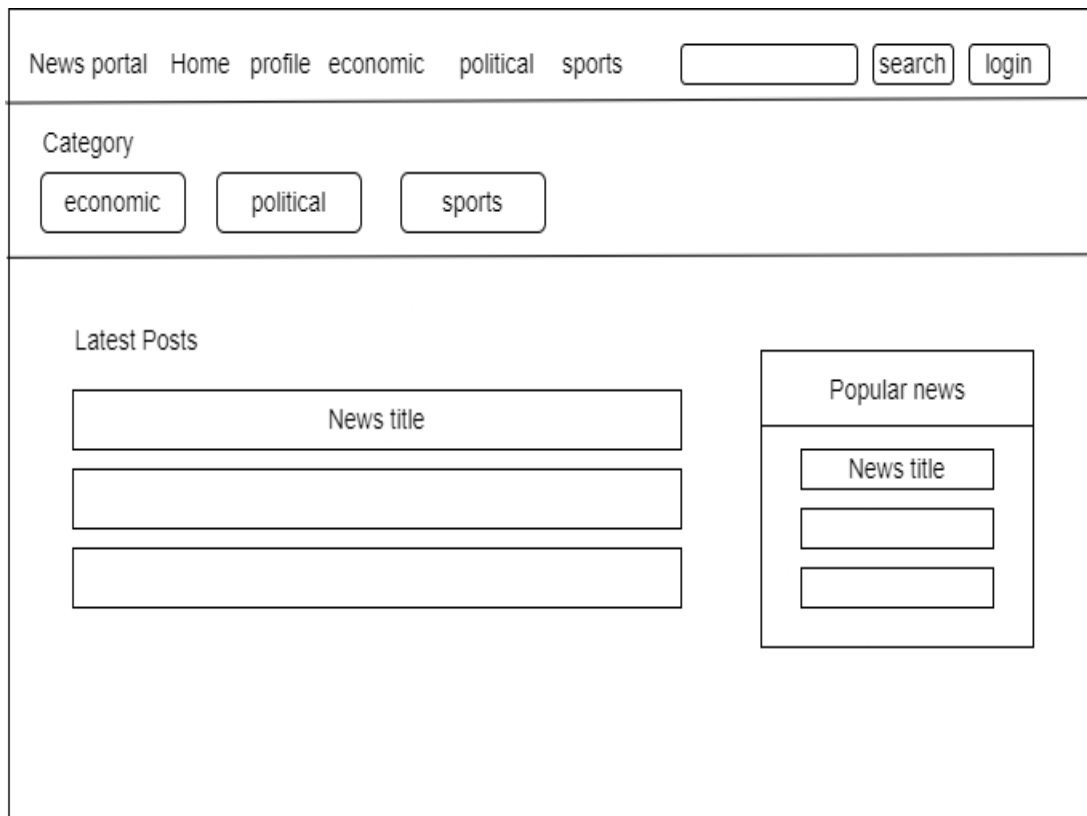 News portal Home profile economic political sports search login
Category
economic political sports
Latest Posts
News title
Popular news
News title